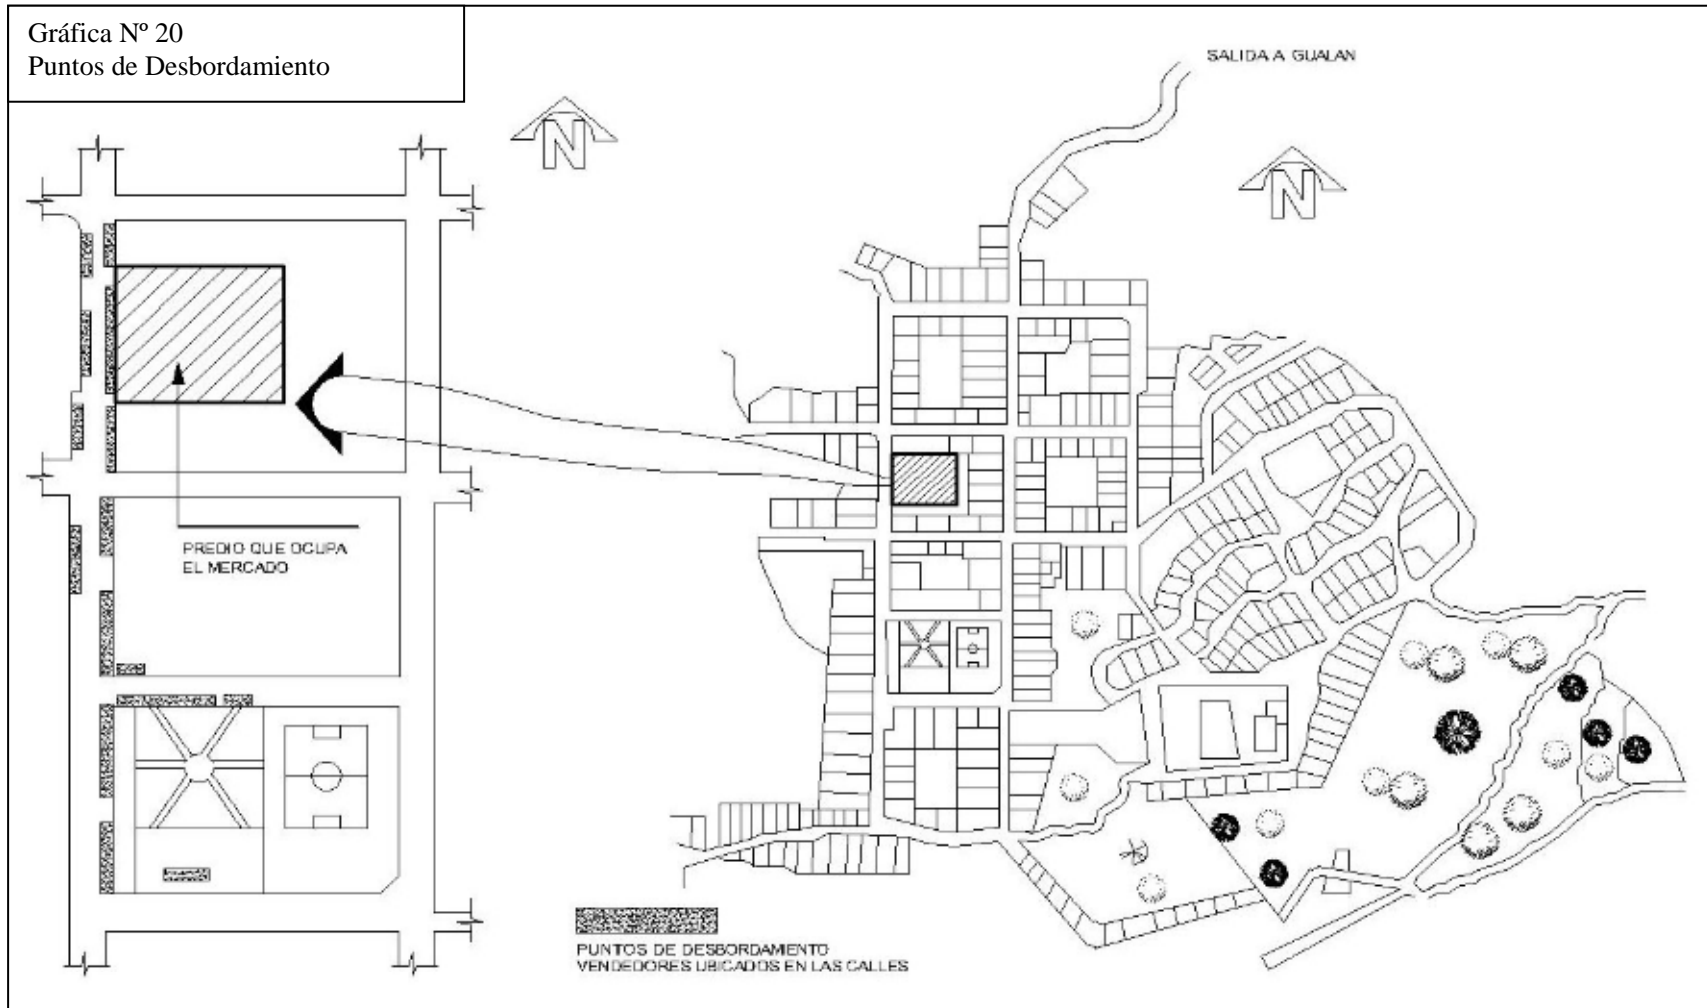 Gráfica Nº 20
Puntos de Desbordamiento
SALIDA A GUALAN
N
N
PREDIO QUE OCUPA
EL MERCADO
PUNTOS DE DESBORDAMIENTO
VENDEDORES UBICADOS EN LAS CALLES